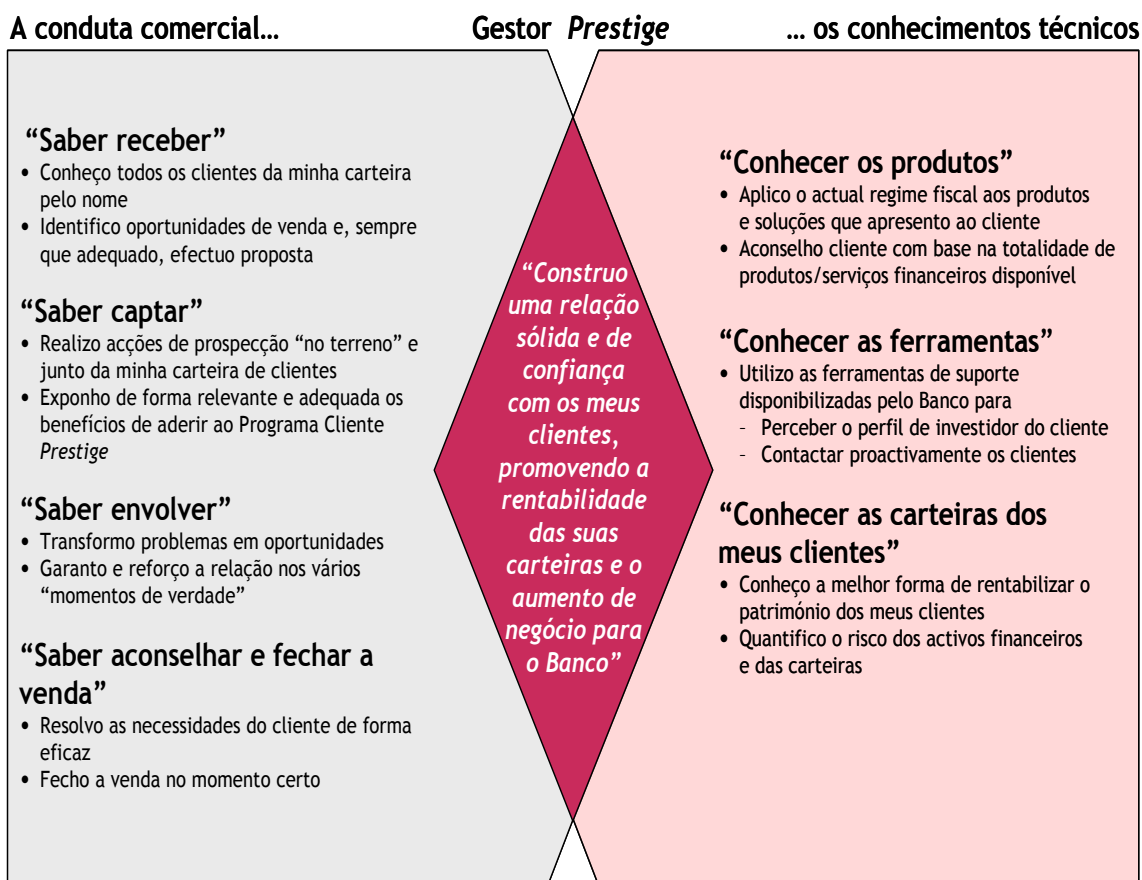 A conduta comercial…
Gestor Prestige
… os conhecimentos técnicos
“Saber receber”
• Conheço todos os clientes da minha carteira
pelo nome
• Identifico oportunidades de venda e, sempre
que adequado, efectuo proposta
“Saber captar”
• Realizo acções de prospecção “no terreno” e
junto da minha carteira de clientes
• Exponho de forma relevante e adequada os
benefícios de aderir ao Programa Cliente
Prestige
“Saber envolver”
• Transformo problemas em oportunidades
• Garanto e reforço a relação nos vários
“momentos de verdade”
“Saber aconselhar e fechar a
venda”
• Resolvo as necessidades do cliente de forma
eficaz
• Fecho a venda no momento certo
“Construo
uma relação
sólida e de
confiança
com os meus
clientes,
promovendo a
rentabilidade
das suas
carteiras e o
aumento de
negócio para
o Banco”
“Conhecer os produtos”
• Aplico o actual regime fiscal aos produtos
e soluções que apresento ao cliente
• Aconselho cliente com base na totalidade de
produtos/serviços financeiros disponível
“Conhecer as ferramentas”
• Utilizo as ferramentas de suporte
disponibilizadas pelo Banco para
- Perceber o perfil de investidor do cliente
- Contactar proactivamente os clientes
“Conhecer as carteiras dos
meus clientes”
• Conheço a melhor forma de rentabilizar o
património dos meus clientes
• Quantifico o risco dos activos financeiros
e das carteiras